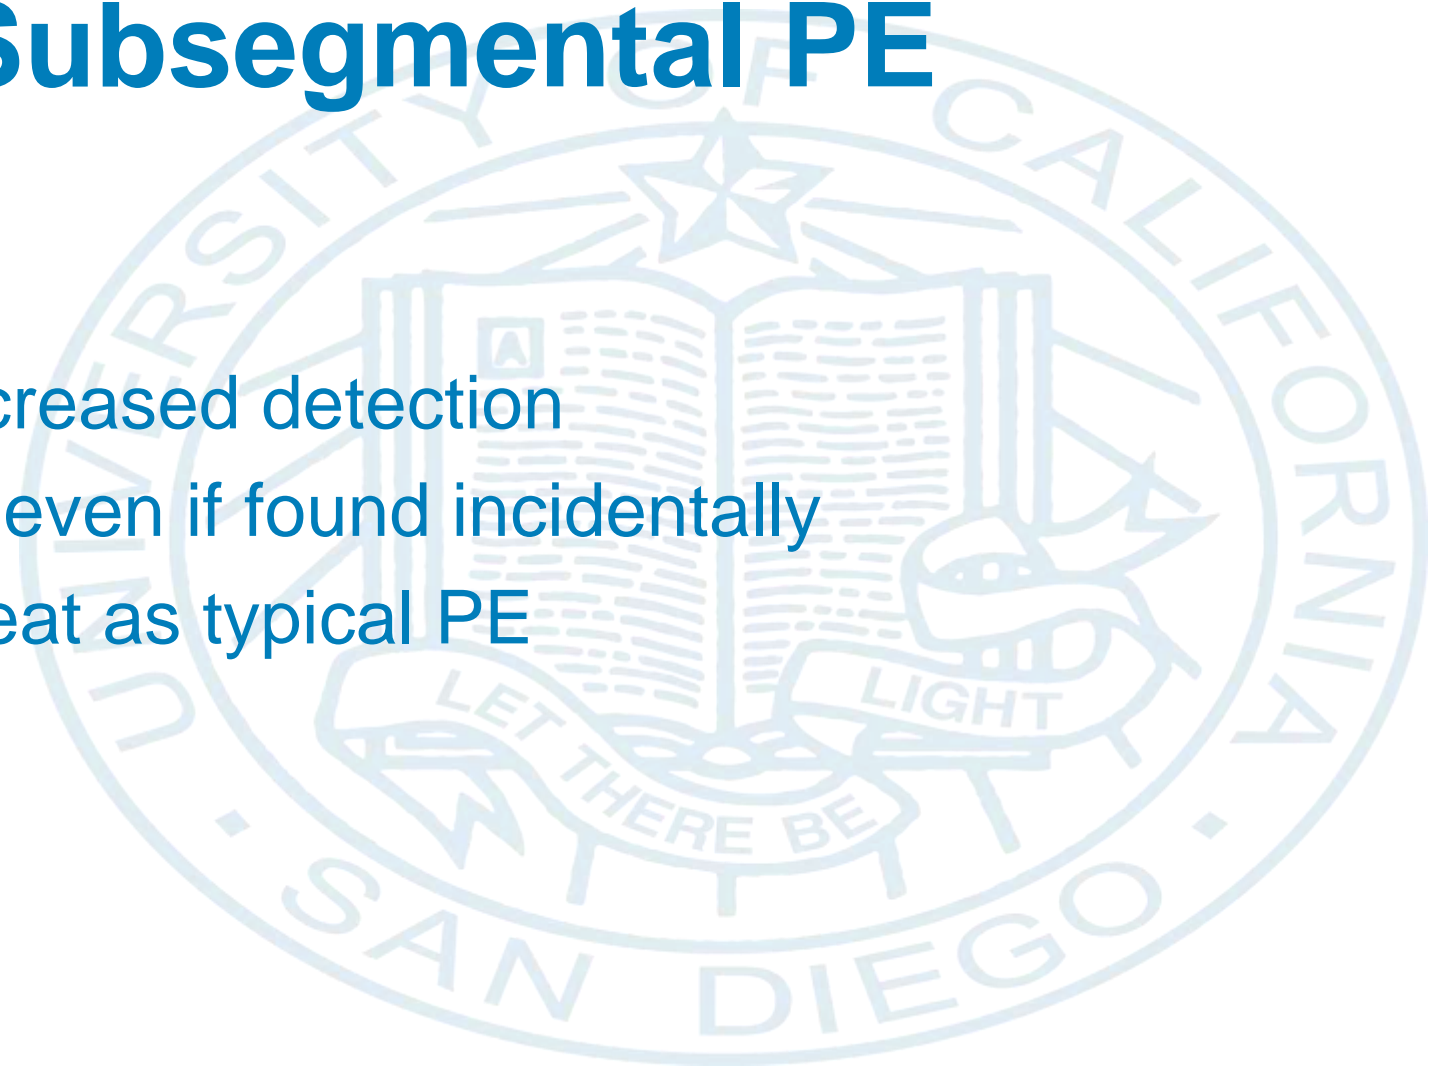 Subsegmental PE
creased detection
even if found incidentally
eat as typical PE
UNIVERSITY OF CALIFORNIA
A
LET THERE BE LIGHT
· SAN DIEGO ·